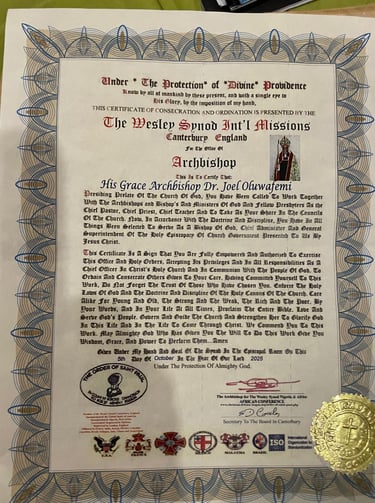 Under * The Protection* of *Divine* Providence
Know by all of mankind by these present, and with a single eye to
His Glory, by the imposition of my hand,
THIS CERTIFICATE OF CONSECRATION AND ORDINATION IS PRESENTED BY THE
The Wesley Synod Int'l Missions
Canterbury England
For the Office Of
Archbishop
This Is To Certify That:
His Grace Archbishop Dr. Joel Oluwafemi
Presiding Prelate Of The Church Of God, You Have Been Called To Work Together
With The Archbishops and Bishop's And Ministers Of God And Fellow Presbyters As the
Chief Pastor, Chief Priest, Chief Teacher And To Take As Your Share In The Councils
Of The Church. Now, In Accordance With The Doctrine And Discipline, You Have In All
Things Been Selected To Serve As A Bishop Of God, Chief Administer And General
Superintendent Of The Holy Episcopacy Of Church Government Presented To Us By
Jesus Christ.
This Certificate Is A Sign That You Are Fully Empowered And Authorized To Exercise
This Office And Holy Orders, Accepting Its Privileges And In All Responsibilities As A
Chief Officer In Christ's Holy Church And In Communion With The People Of God, To
Ordain And Consecrate Others Given To Your Care, Having Commited Yourself To This
Work, Do Not Forget The Trust Of Those Who Have Chosen You. Enforce The Holy
Laws Of God And The Doctrine And Discipline Of The Holy Canons Of The Church. Care
Alike For Young And Old, The Strong And The Weak, The Rich And The Poor. By
Your Words, And In Your Life At All Times, Proclaim The Entire Bible. Love And
Serve God's People. Govern And Guide The Church And Strengthen Her To Glorify God
In This Life And In The Life To Come Through Christ. We Commend You To This
Work. May Almighty God Who Has Given You The Will To Do This Work Give You
Wisdom, Grace, And Power To Perform Them... Amen
Given Under My Hand And Seal Of The Synod In The Episcopal Room On This
5th Day Of October In The Year Of Our Lord 2025
Under The Protection Of Almighty God.
THE ORDER OF SAINT PAUL
The Archbishop for The Wesley Synod Nigeria & Africa
AFRICAN CONFERENCE
Secretary To The Board In Canterbury
MALAYSIA
BRAZIL
ISO
International
Organization for
Standardization